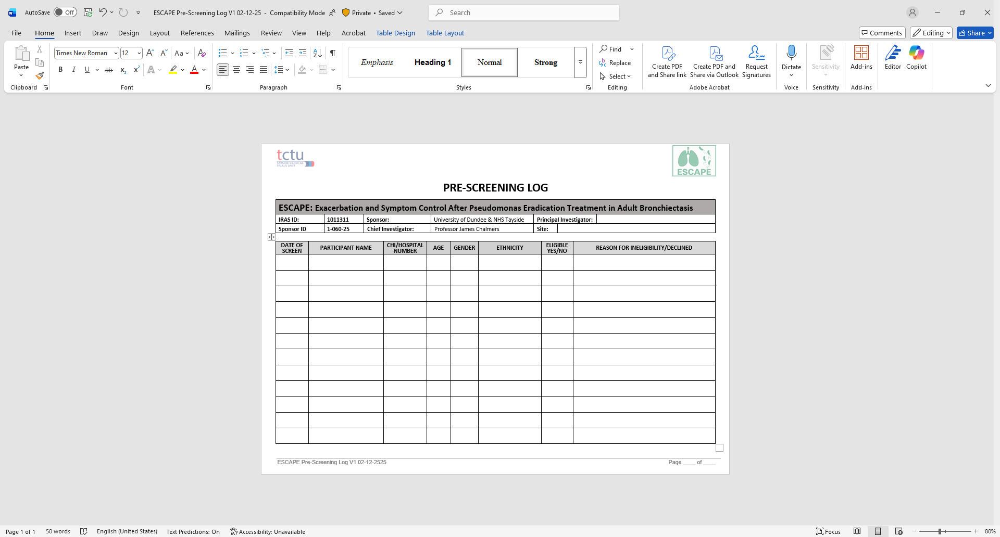 AutoSave Off ESCAPE Pre-Screening Log V1 02-12-25 - Compatibility Mode Private • Saved Search
File Home Insert Draw Design Layout References Mailings Review View Help Acrobat Table Design Table Layout Comments Editing Share
Paste Times New Roman 12 Aa Emphasis Heading 1 Normal Strong Find Replace Select Create PDF and Share link Create PDF and Share via Outlook Request Signatures Dictate Sensitivity Add-ins Editor Copilot
Clipboard Font Paragraph Styles Editing Adobe Acrobat Voice Sensitivity Add-ins
tctu
TAYSIDE CLINICAL
TRIALS UNIT
ESCAPE
PRE-SCREENING LOG
ESCAPE: Exacerbation and Symptom Control After Pseudomonas Eradication Treatment in Adult Bronchiectasis
IRAS ID: 1011311 Sponsor: University of Dundee & NHS Tayside Principal Investigator:
Sponsor ID 1-060-25 Chief Investigator: Professor James Chalmers Site:
DATE OF SCREEN PARTICIPANT NAME CHI/HOSPITAL NUMBER AGE GENDER ETHNICITY ELIGIBLE YES/NO REASON FOR INELIGIBILITY/DECLINED
ESCAPE Pre-Screening Log V1 02-12-2525 Page ____ of ____
Page 1 of 1 50 words English (United States) Text Predictions: On Accessibility: Unavailable Focus 80%